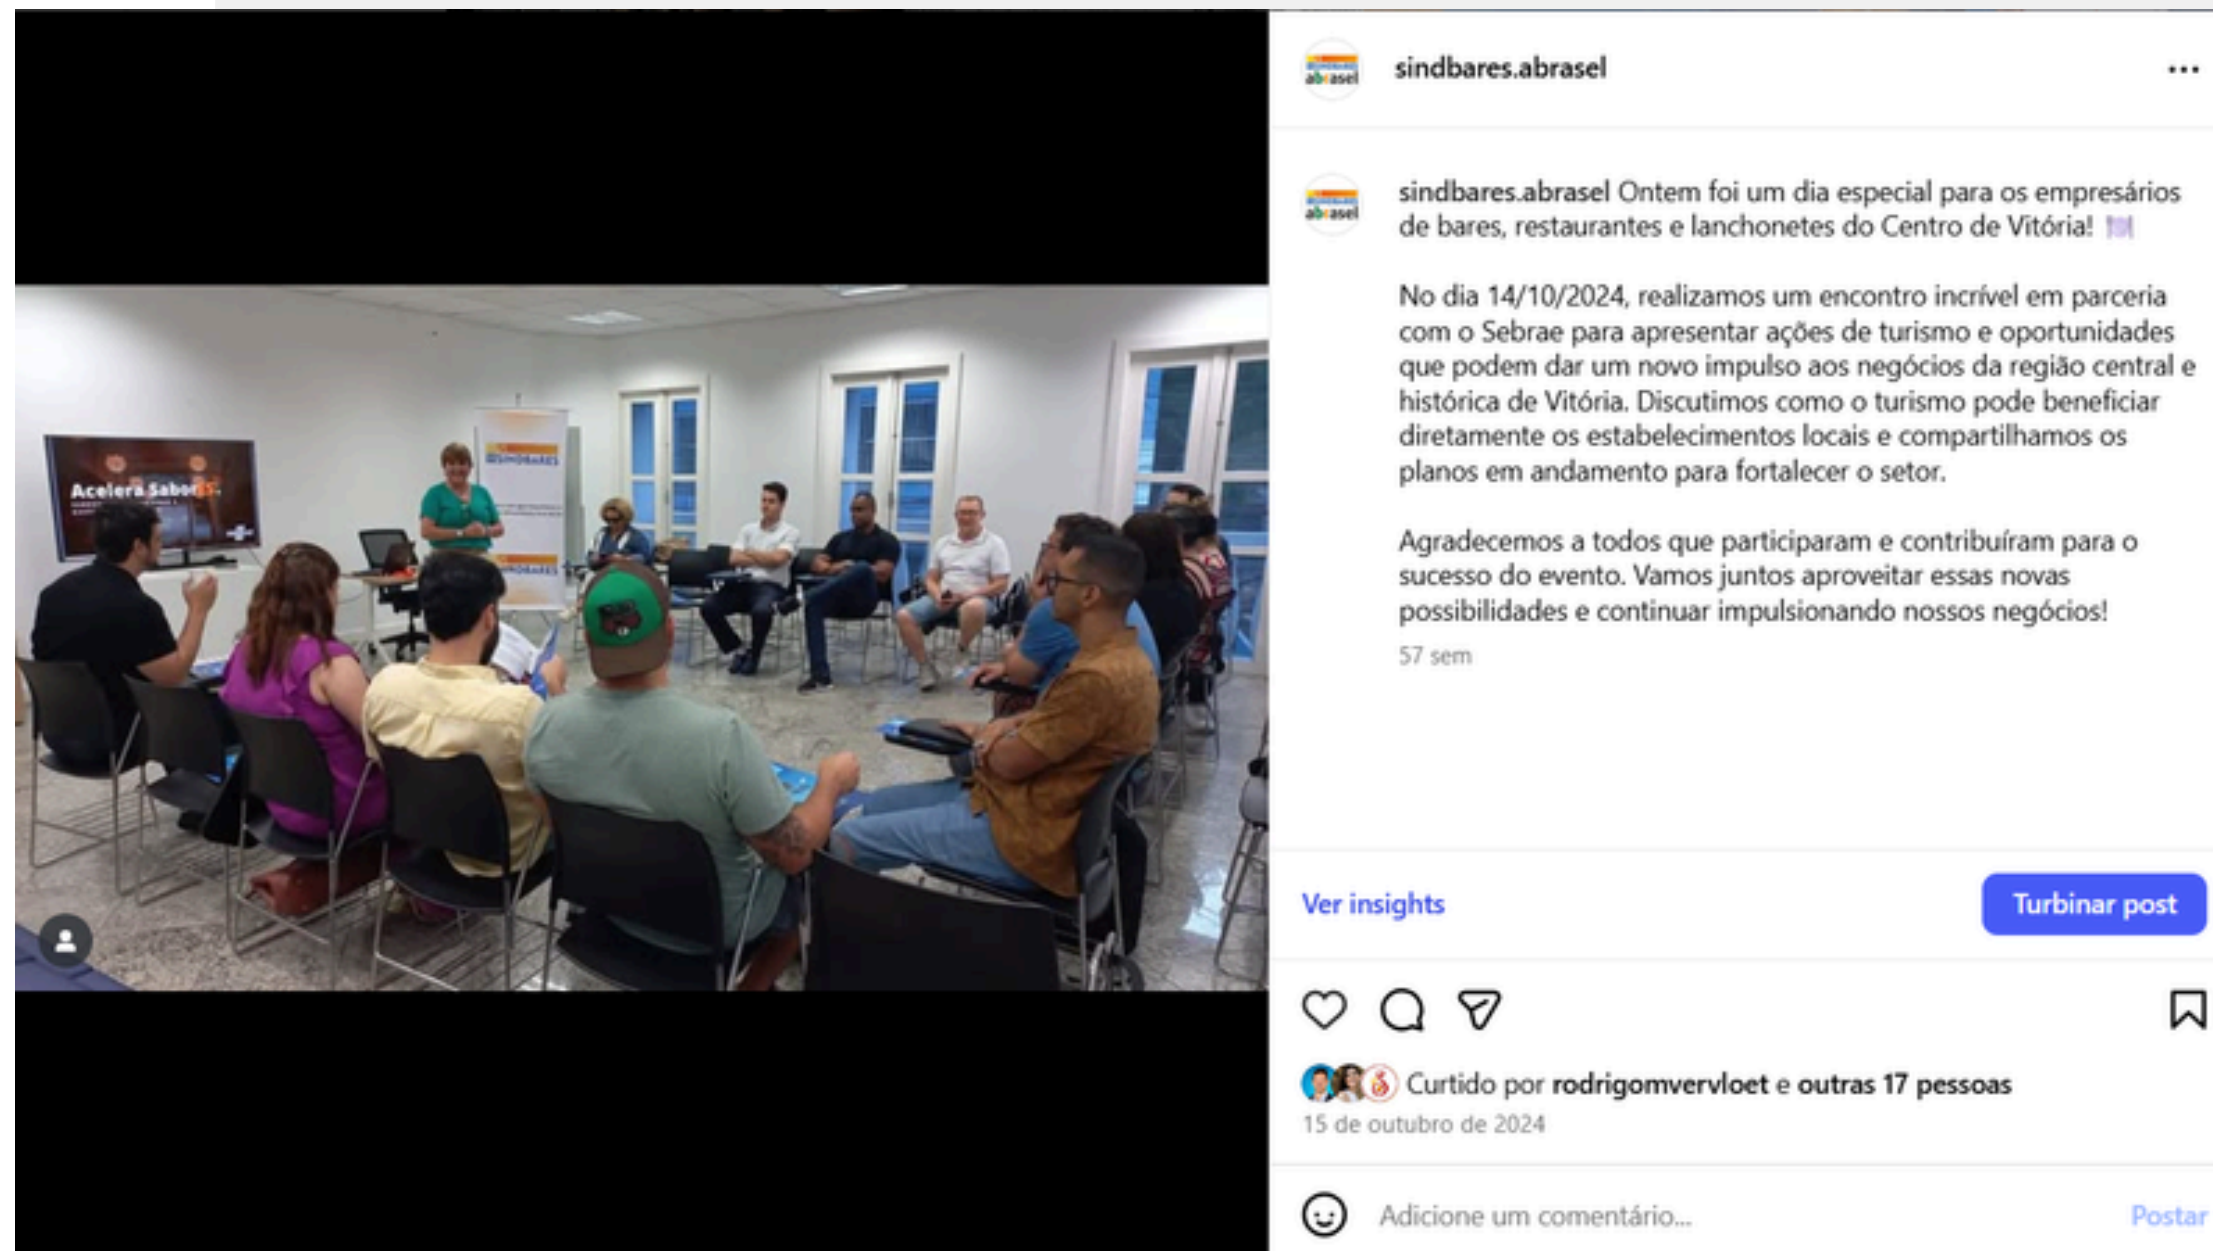 sindbares.abrasel
sindbares.abrasel Ontem foi um dia especial para os empresários
de bares, restaurantes e lanchonetes do Centro de Vitória! 🍽️
No dia 14/10/2024, realizamos um encontro incrível em parceria
com o Sebrae para apresentar ações de turismo e oportunidades
que podem dar um novo impulso aos negócios da região central e
histórica de Vitória. Discutimos como o turismo pode beneficiar
diretamente os estabelecimentos locais e compartilhamos os
planos em andamento para fortalecer o setor.
Agradecemos a todos que participaram e contribuíram para o
sucesso do evento. Vamos juntos aproveitar essas novas
possibilidades e continuar impulsionando nossos negócios!
57 sem
Acelera Sabores
SINDBARES
SINDBARES
abrasel
abrasel
Ver insights
Turbinar post
Curtido por rodrigomvervloet e outras 17 pessoas
15 de outubro de 2024
Adicione um comentário...
Postar